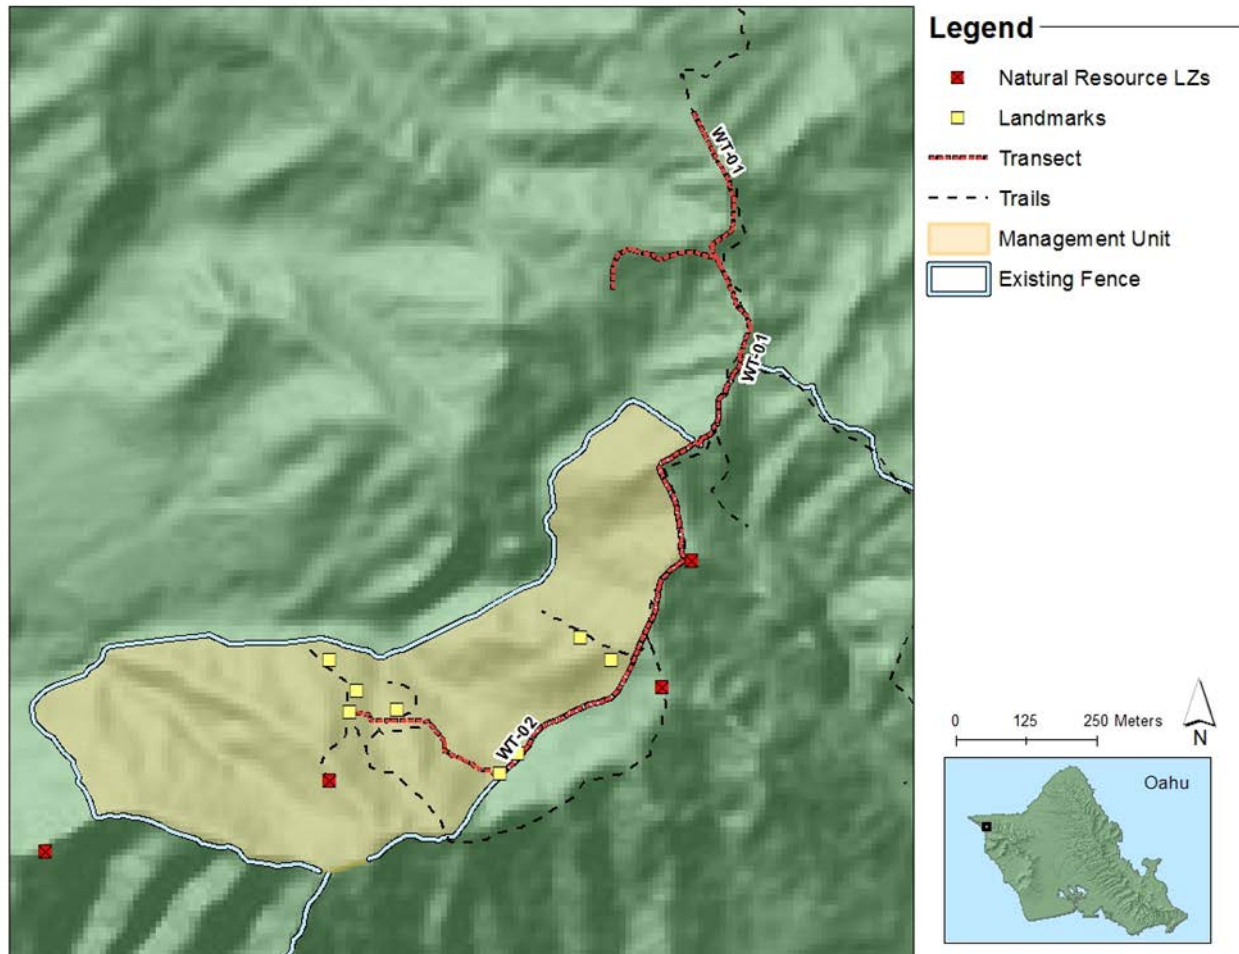 WT-01
WT-01
WT-02
Legend
Natural Resource LZs
Landmarks
Transect
Trails
Management Unit
Existing Fence
0 125 250 Meters
N
Oahu